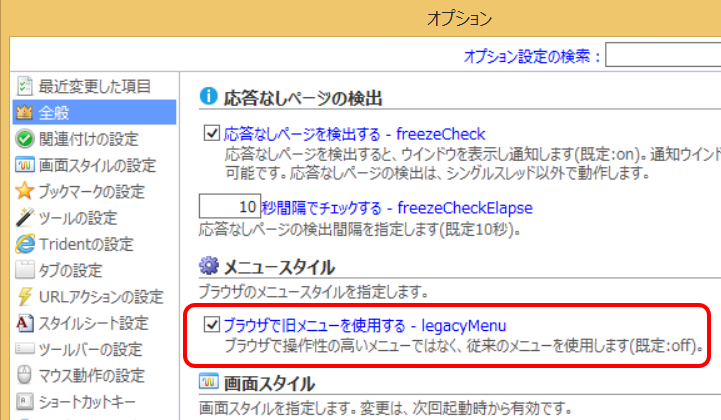 オプション
オプション設定の検索：
最近変更した項目
全般
関連付けの設定
画面スタイルの設定
ブックマークの設定
ツールの設定
Tridentの設定
タブの設定
URLアクションの設定
スタイルシート設定
ツールバーの設定
マウス動作の設定
ショートカットキー
応答なしページの検出
応答なしページを検出する - freezeCheck
応答なしページを検出すると、ウインドウを表示し通知します(既定:on)。通知ウインド
可能です。応答なしページの検出は、シングルスレッド以外で動作します。
10 秒間隔でチェックする - freezeCheckElapse
応答なしページの検出間隔を指定します(既定10秒)。
メニュースタイル
ブラウザのメニュースタイルを指定します。
ブラウザで旧メニューを使用する - legacyMenu
ブラウザで操作性の高いメニューではなく、従来のメニューを使用します(既定:off)。
画面スタイル
画面スタイルを指定します。変更は、次回起動時から有効です。